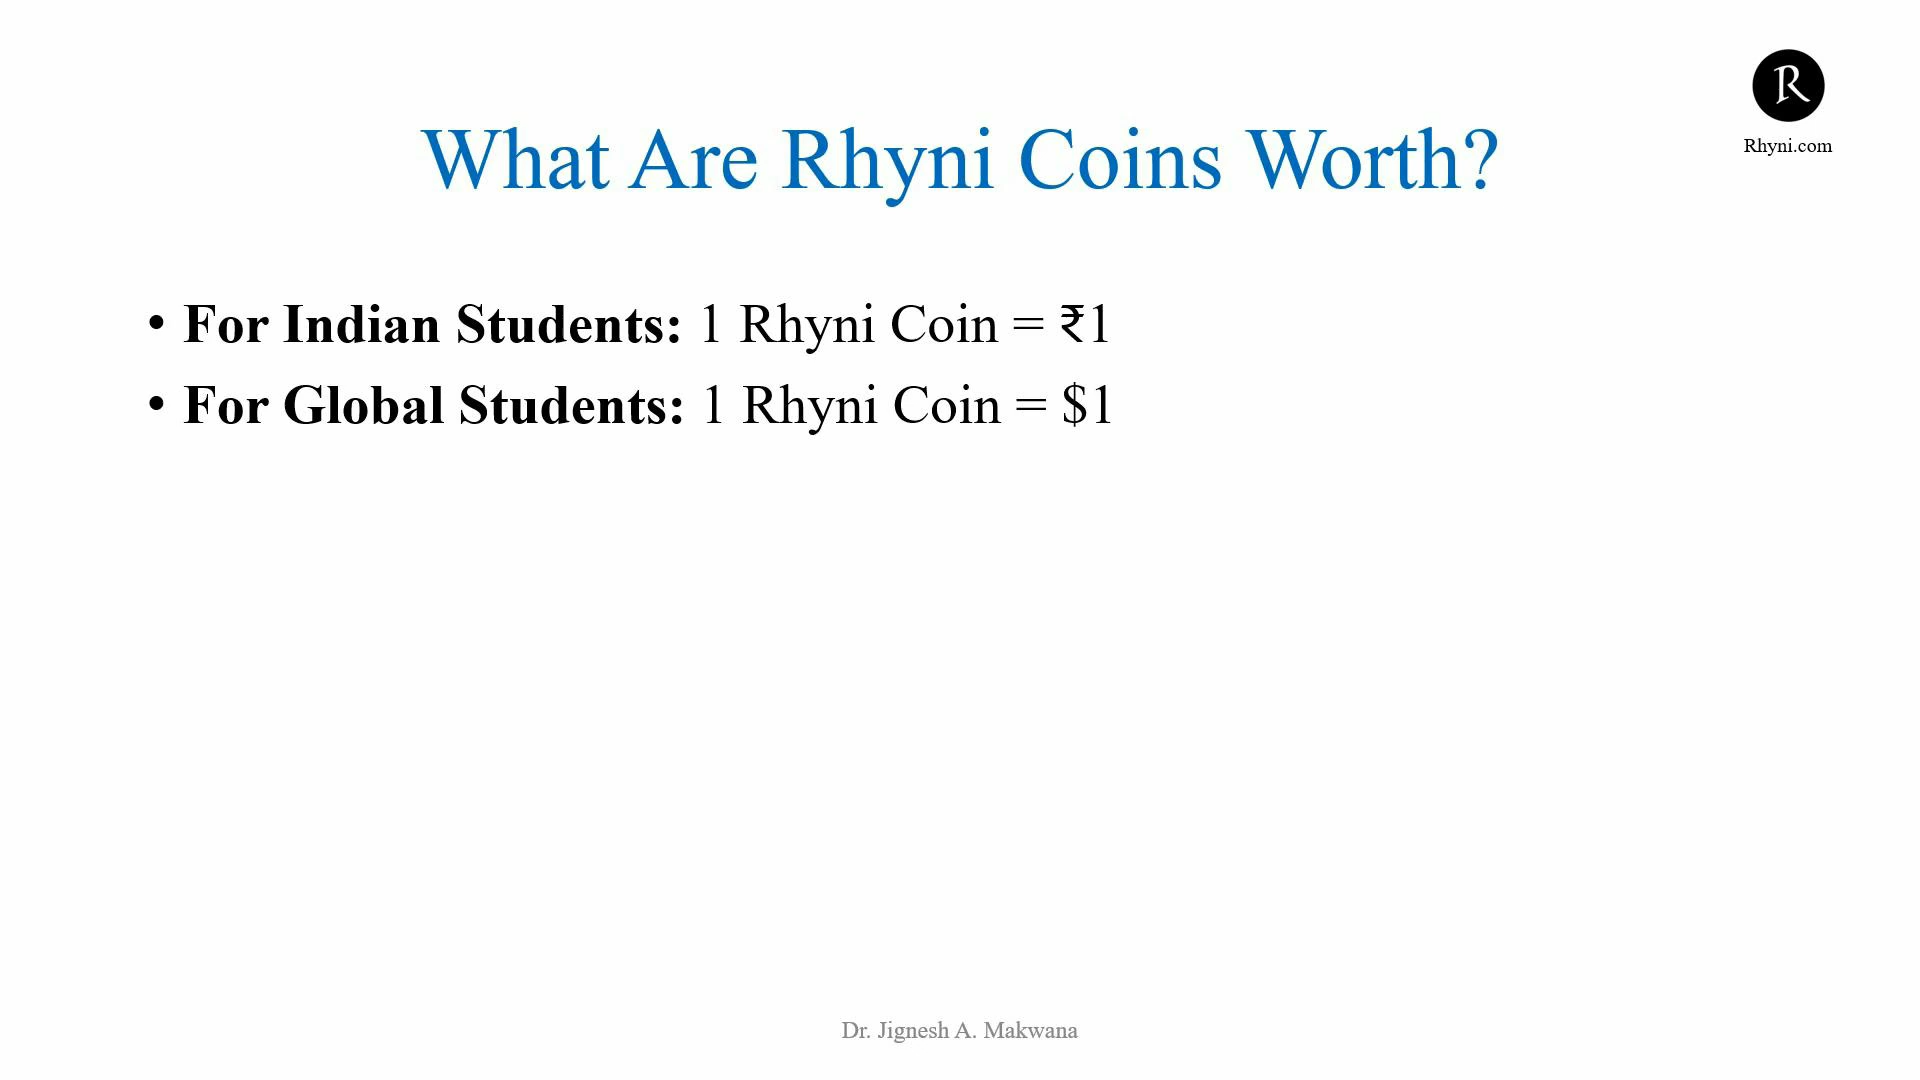 R
Rhyni.com
What Are Rhyni Coins Worth?
• For Indian Students: 1 Rhyni Coin = ₹1
• For Global Students: 1 Rhyni Coin = $1
Dr. Jignesh A. Makwana